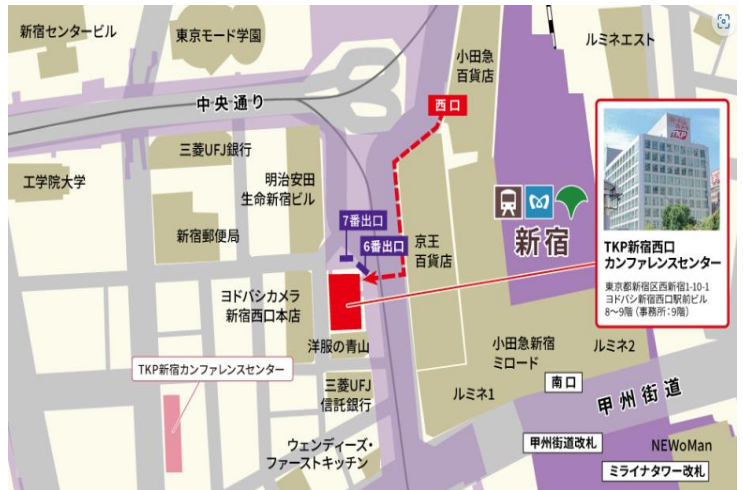 新宿センタービル
東京モード学園
小田急
百貨店
ルミネエスト
中央通り
西口
三菱UFJ銀行
工学院大学
明治安田
生命新宿ビル
7番出口
6番出口
新宿郵便局
京王
百貨店
新宿
TKP新宿西口
カンファレンスセンター
東京都新宿区西新宿1-10-1
ヨドバシ新宿西口駅前ビル
8~9階(事務所:9階)
ヨドバシカメラ
新宿西口本店
洋服の青山
TKP新宿カンファレンスセンター
三菱UFJ
信託銀行
小田急新宿
ミロード
ルミネ2
ルミネ1
南口
甲州街道
ウェンディーズ・
ファーストキッチン
甲州街道改札
NEWoMan
ミライナタワー改札